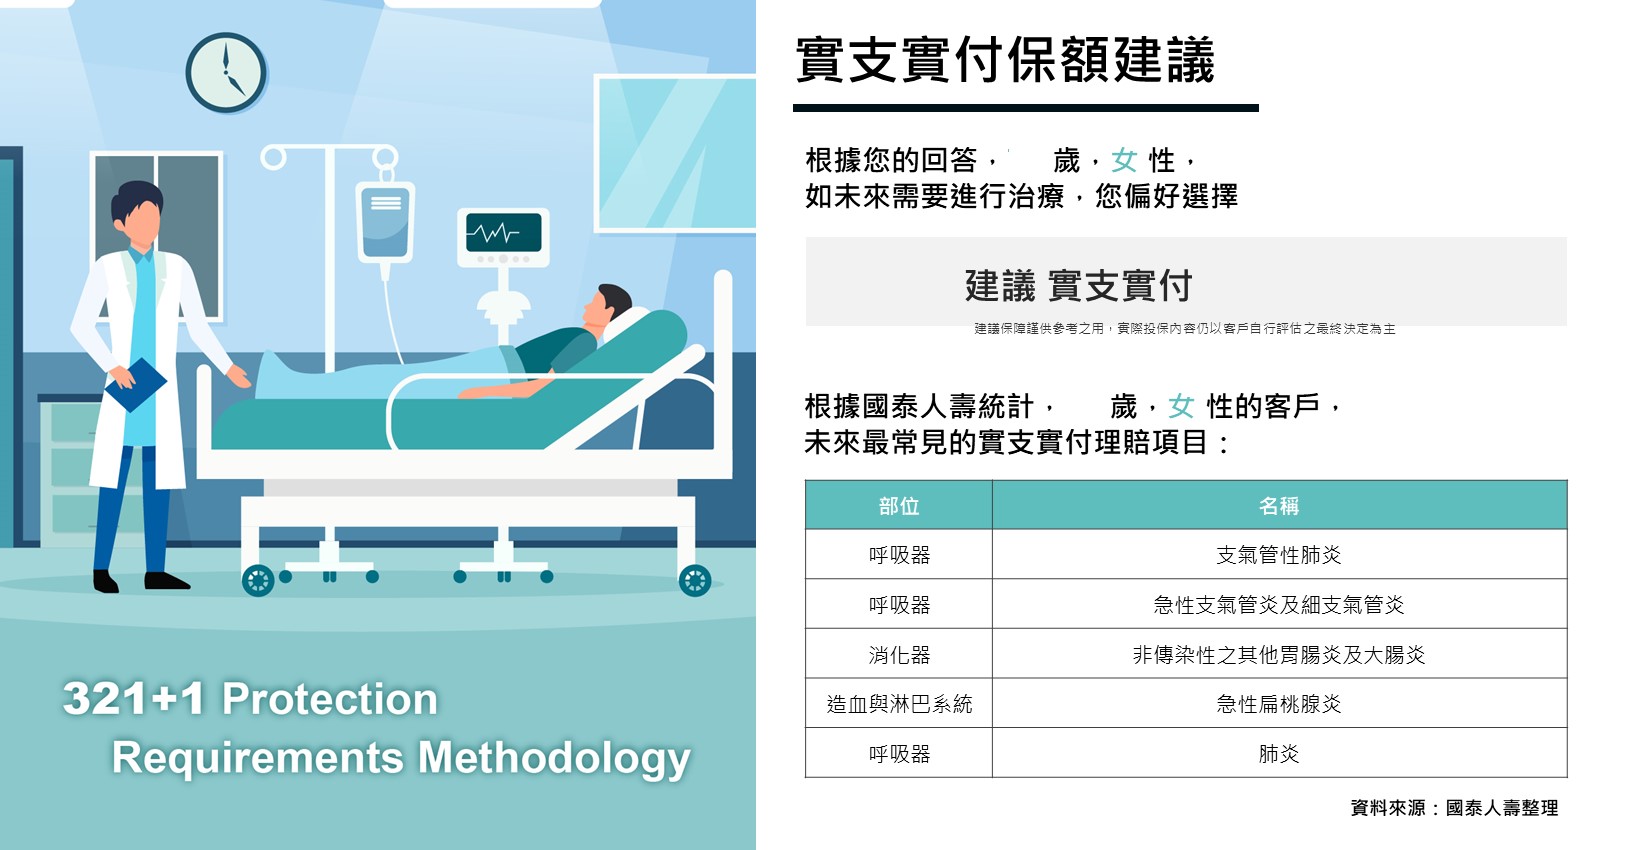 321+1 Protection
Requirements Methodology
實支實付保額建議
根據您的回答， 歲，女 性，
如未來需要進行治療，您偏好選擇
建議 實支實付
建議保障謹供參考之用，實際投保內容仍以客戶自行評估之最終決定為主
根據國泰人壽統計， 歲，女 性的客戶，
未來最常見的實支實付理賠項目：
部位 名稱
呼吸器 支氣管性肺炎
呼吸器 急性支氣管炎及細支氣管炎
消化器 非傳染性之其他胃腸炎及大腸炎
造血與淋巴系統 急性扁桃腺炎
呼吸器 肺炎
資料來源：國泰人壽整理